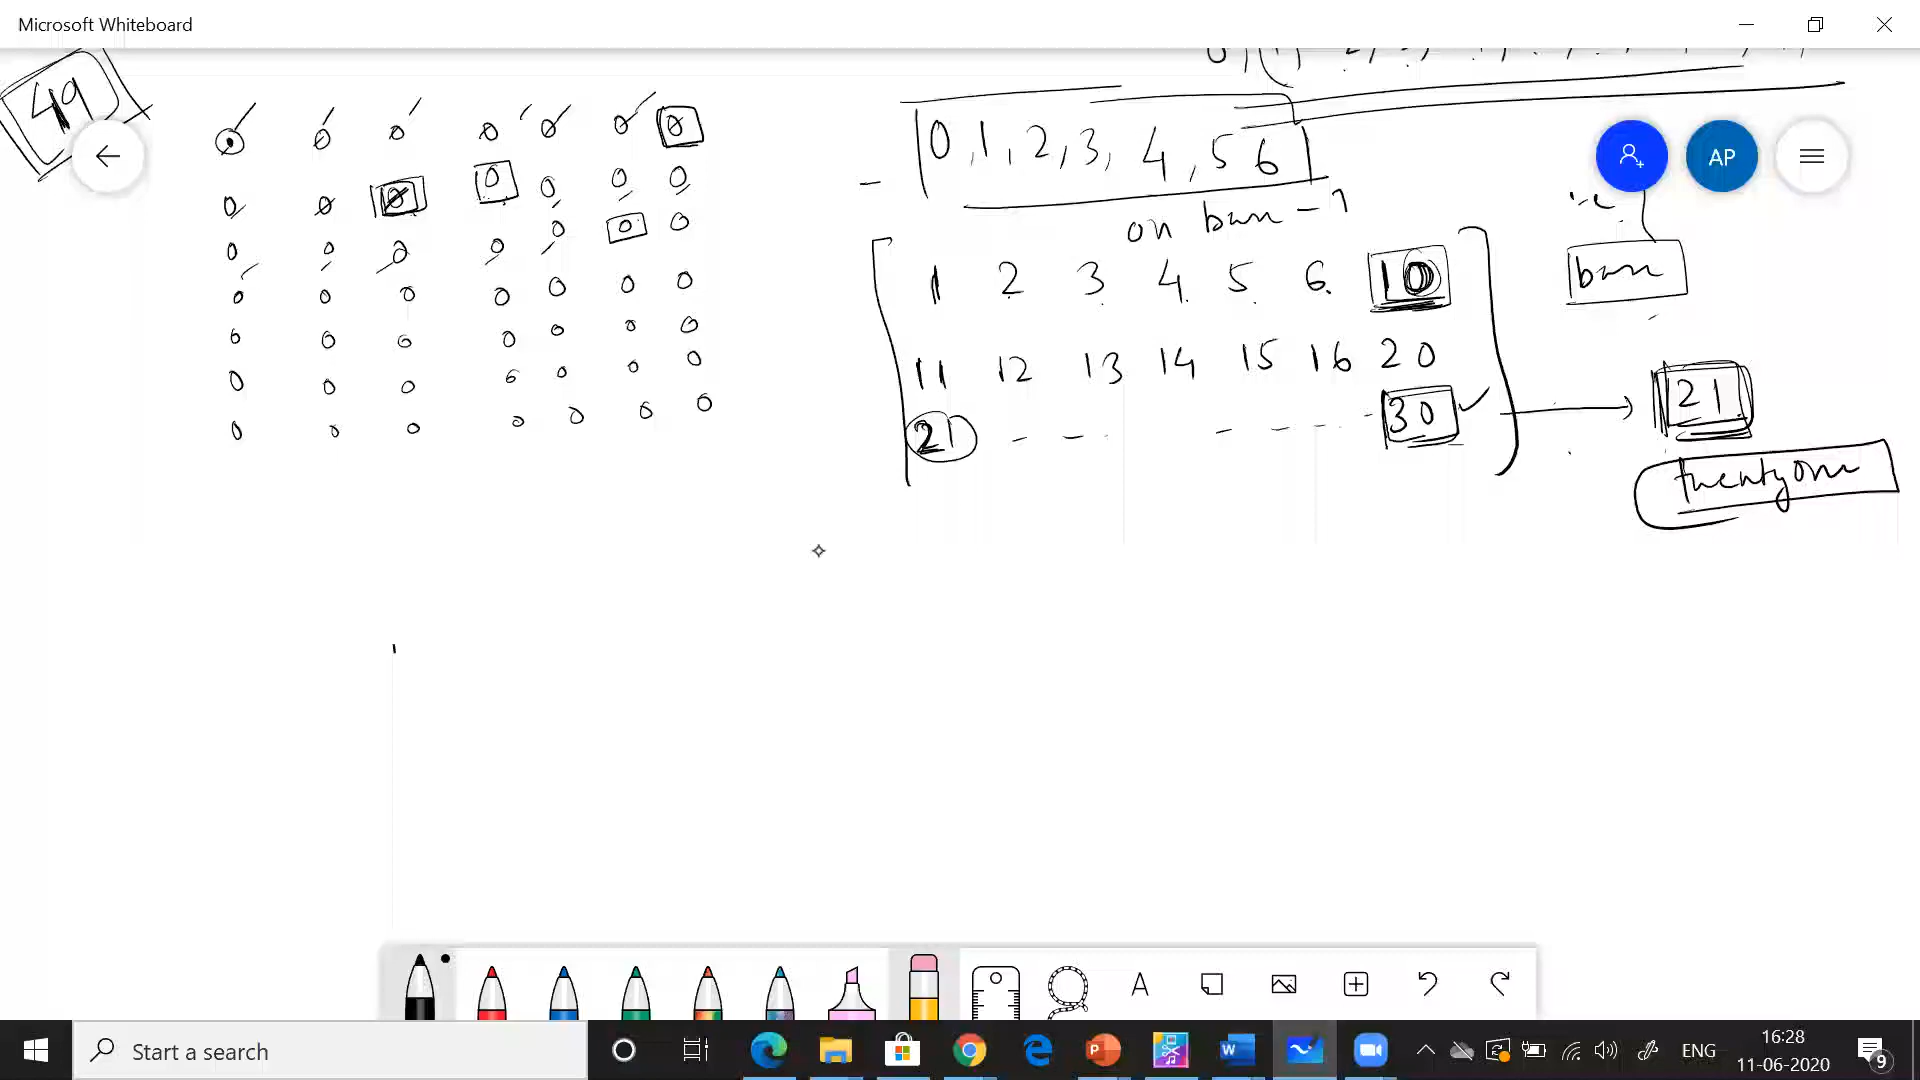 Microsoft Whiteboard
49
0,1,2,3,4,5 6
on base-7
1 2 3 4 5 6 10
11 12 13 14 15 16 20
21 - - - - - - 30
base
21
twenty one
AP
A
Start a search
ENG
16:28
11-06-2020
9